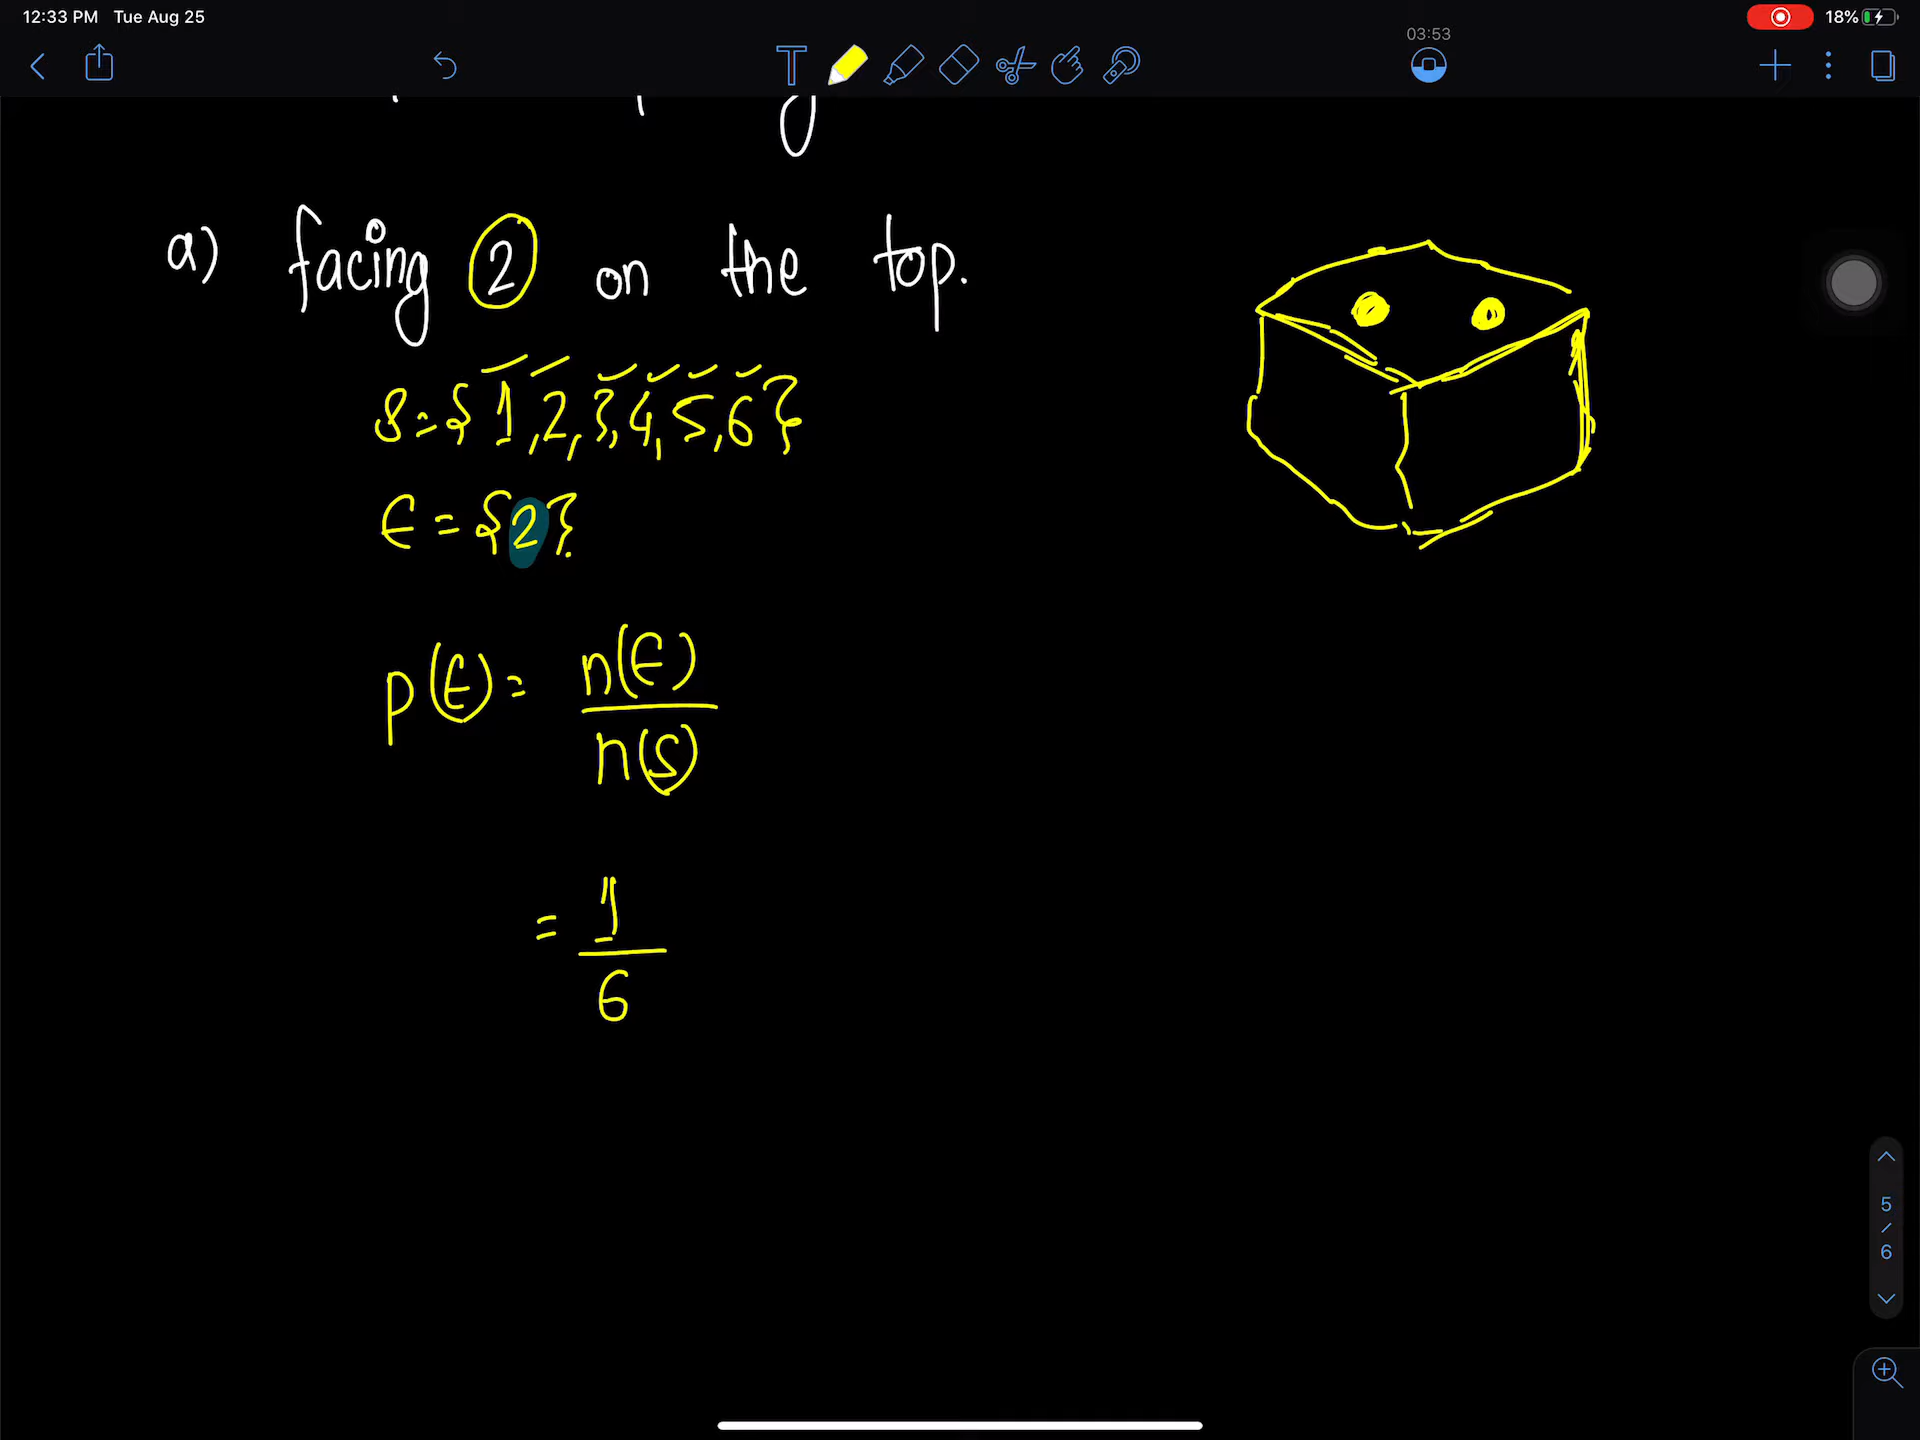 12:33 PM Tue Aug 25
18%
03:53
a) facing 2 on the top.
S = {1, 2, 3, 4, 5, 6}
E = {2}
P(E) = n(E)
n(S)
= 1
6
5
/
6